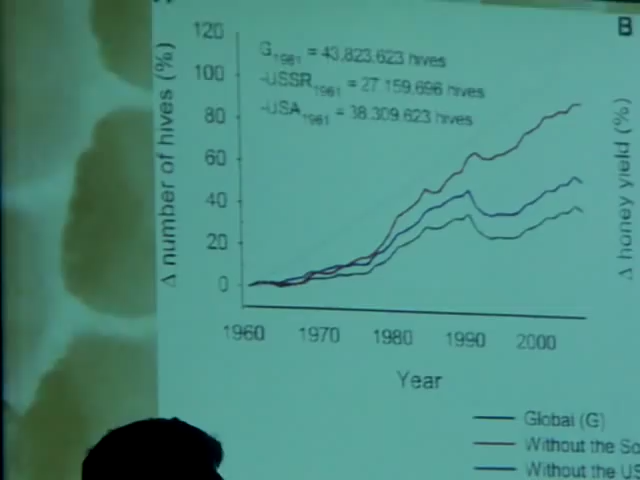 B
120
100
80
60
40
20
0
Δ number of hives (%)
G1961 = 43.823.623 hives
-USSR1961 = 27.159.696 hives
-USA1961 = 38.309.623 hives
1960 1970 1980 1990 2000
Year
Δ honey yield (%)
Global (G)
Without the So
Without the US